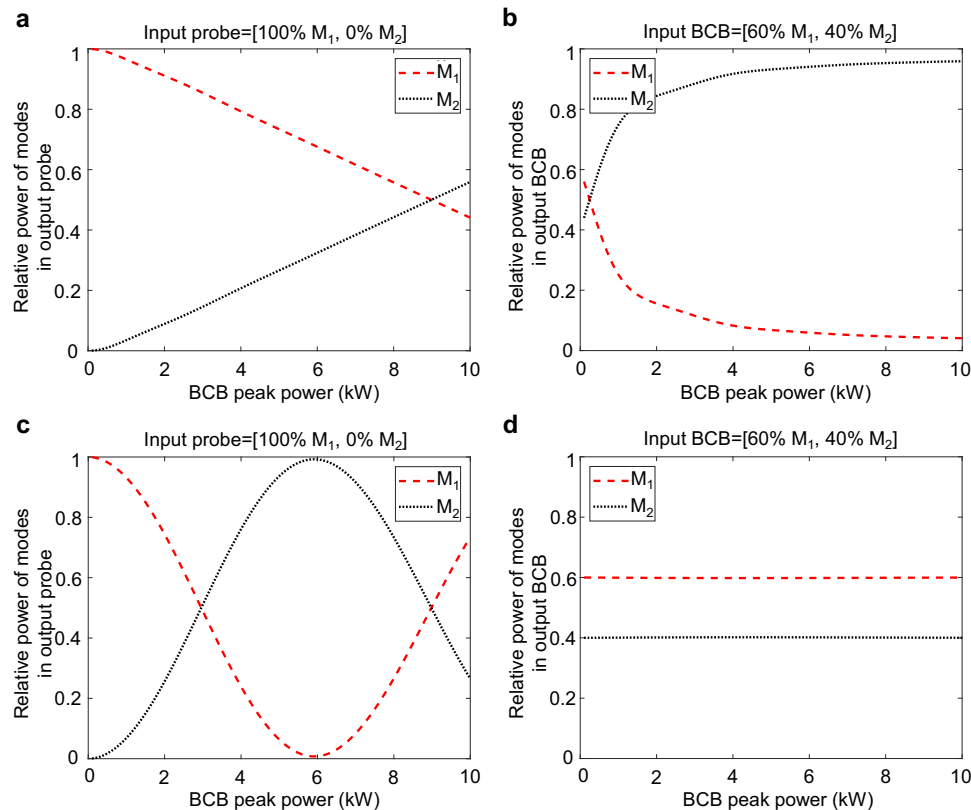 a
Input probe=[100% M₁, 0% M₂]
Relative power of modes
in output probe
1
0.8
0.6
0.4
0.2
0
0 2 4 6 8 10
BCB peak power (kW)
M₁
M₂
b
Input BCB=[60% M₁, 40% M₂]
Relative power of modes
in output BCB
1
0.8
0.6
0.4
0.2
0
0 2 4 6 8 10
BCB peak power (kW)
M₁
M₂
c
Input probe=[100% M₁, 0% M₂]
Relative power of modes
in output probe
1
0.8
0.6
0.4
0.2
0
0 2 4 6 8 10
BCB peak power (kW)
M₁
M₂
d
Input BCB=[60% M₁, 40% M₂]
Relative power of modes
in output BCB
1
0.8
0.6
0.4
0.2
0
0 2 4 6 8 10
BCB peak power (kW)
M₁
M₂